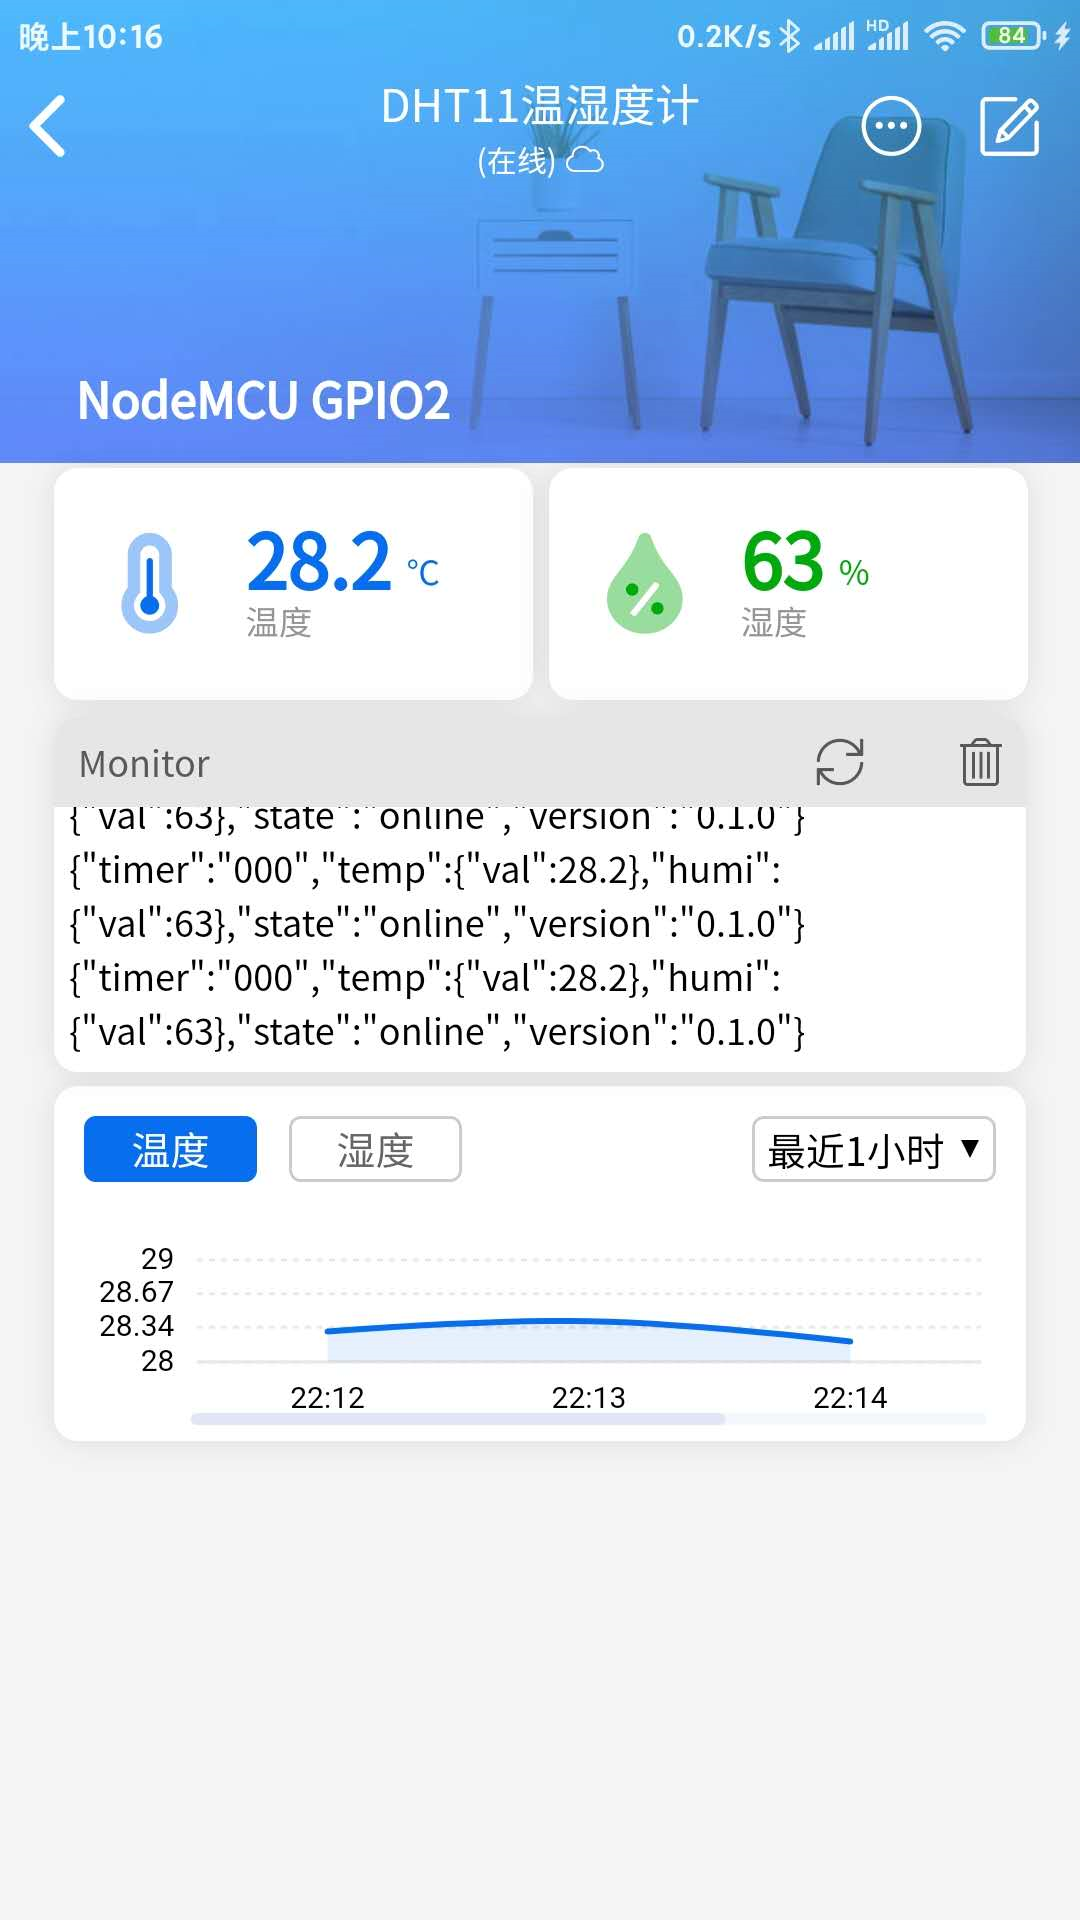 晚上10:16
0.2K/s HD 84
DHT11温湿度计
(在线)
NodeMCU GPIO2
28.2 ℃
温度
63 %
湿度
Monitor
{"val":63},"state":"online","version":"0.1.0"}
{"timer":"000","temp":{"val":28.2},"humi":
{"val":63},"state":"online","version":"0.1.0"}
{"timer":"000","temp":{"val":28.2},"humi":
{"val":63},"state":"online","version":"0.1.0"}
温度 湿度 最近1小时 ▼
29
28.67
28.34
28
22:12 22:13 22:14